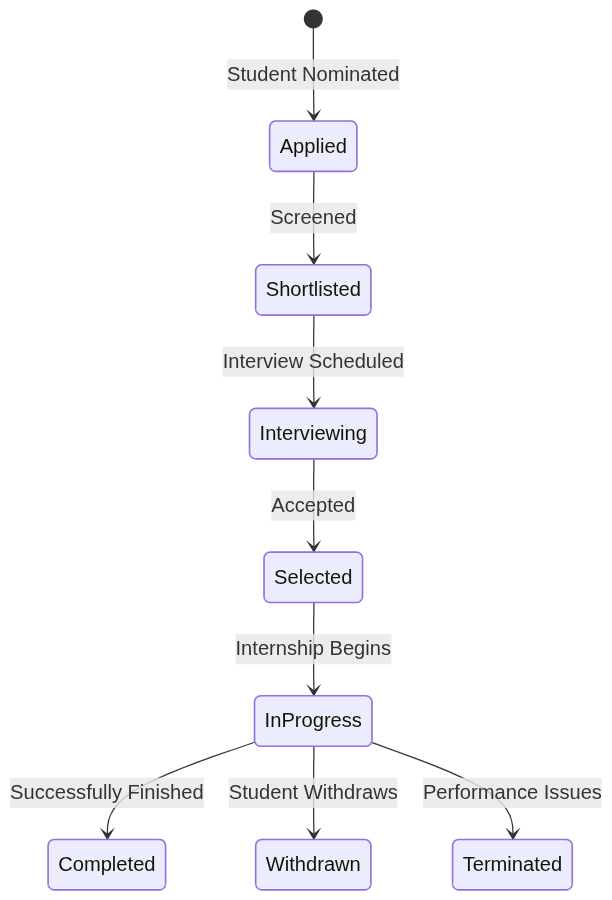 Student Nominated
Applied
Screened
Shortlisted
Interview Scheduled
Interviewing
Accepted
Selected
Internship Begins
InProgress
Successfully Finished
Student Withdraws
Performance Issues
Completed
Withdrawn
Terminated